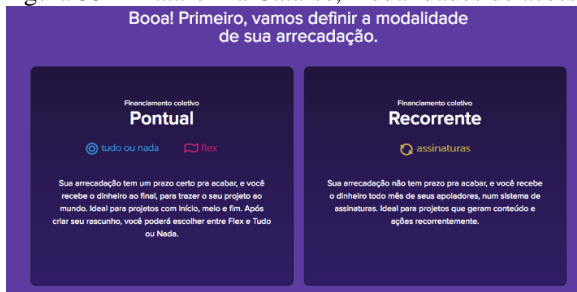 Booa! Primeiro, vamos definir a modalidade
de sua arrecadação.
Financiamento coletivo
Pontual
tudo ou nada
flex
Sua arrecadação tem um prazo certo pra acabar, e você
recebe o dinheiro ao final, para trazer o seu projeto ao
mundo. Ideal para projetos com início, meio e fim. Após
criar seu rascunho, você poderá escolher entre Flex e Tudo
ou Nada.
Financiamento coletivo
Recorrente
assinaturas
Sua arrecadação não tem prazo pra acabar, e você recebe
o dinheiro todo mês de seus apoiadores, num sistema de
assinaturas. Ideal para projetos que geram conteúdo e
ações recorrentemente.